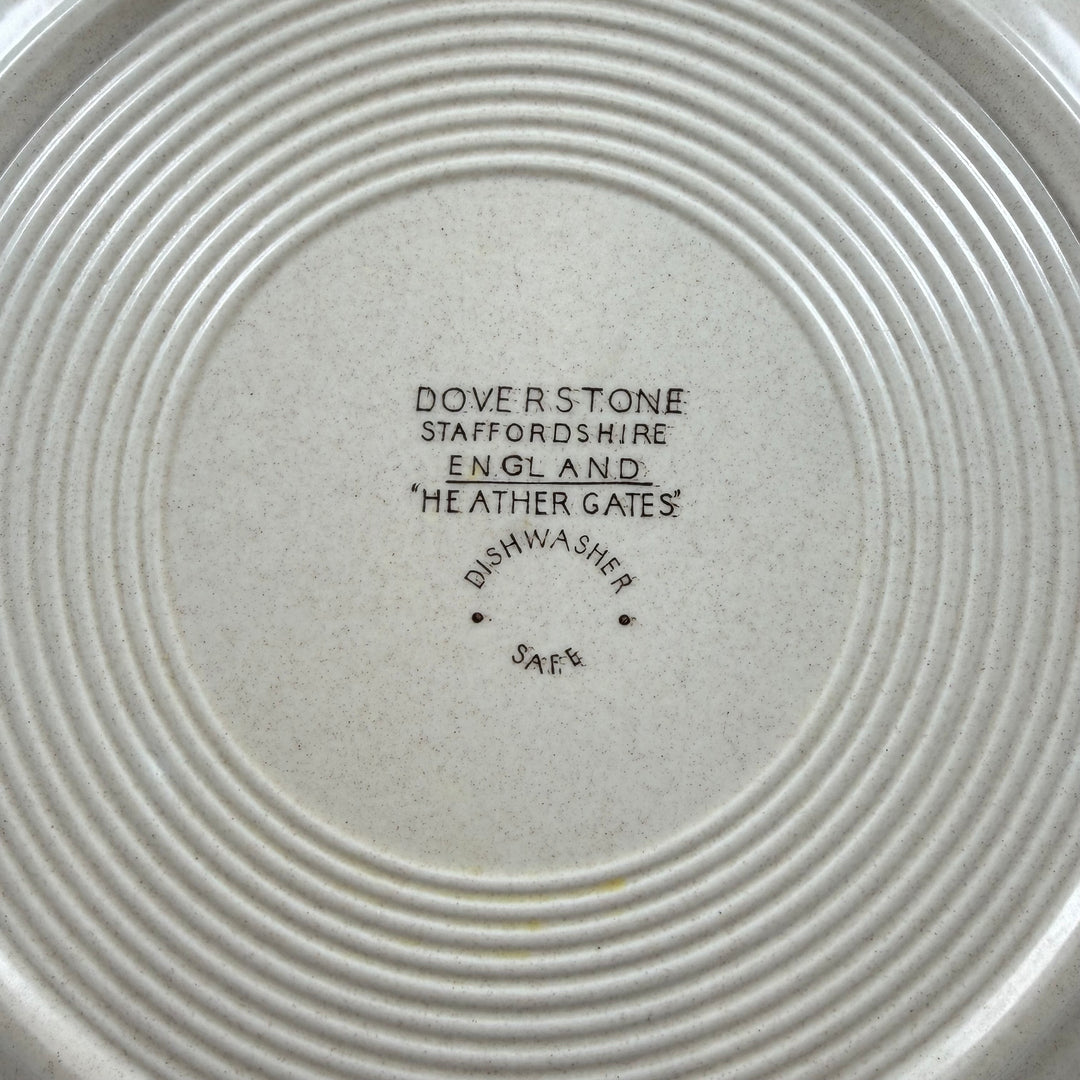 DOVERSTONE
STAFFORDSHIRE
ENGLAND
"HEATHER GATES"
DISHWASHER
SAFE